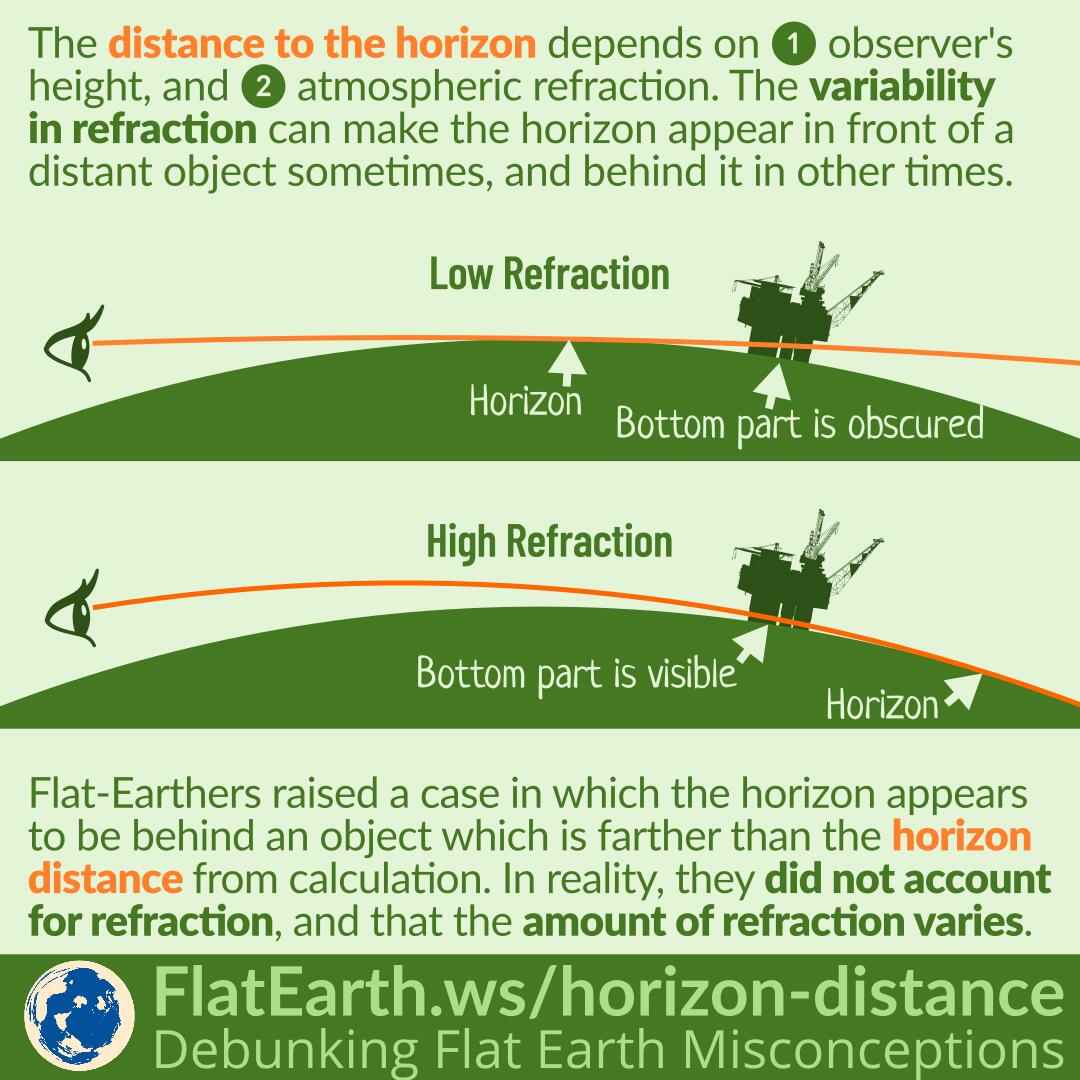 The distance to the horizon depends on 1 observer's
height, and 2 atmospheric refraction. The variability
in refraction can make the horizon appear in front of a
distant object sometimes, and behind it in other times.
Low Refraction
Horizon
Bottom part is obscured
High Refraction
Bottom part is visible
Horizon
Flat-Earthers raised a case in which the horizon appears
to be behind an object which is farther than the horizon
distance from calculation. In reality, they did not account
for refraction, and that the amount of refraction varies.
FlatEarth.ws/horizon-distance
Debunking Flat Earth Misconceptions